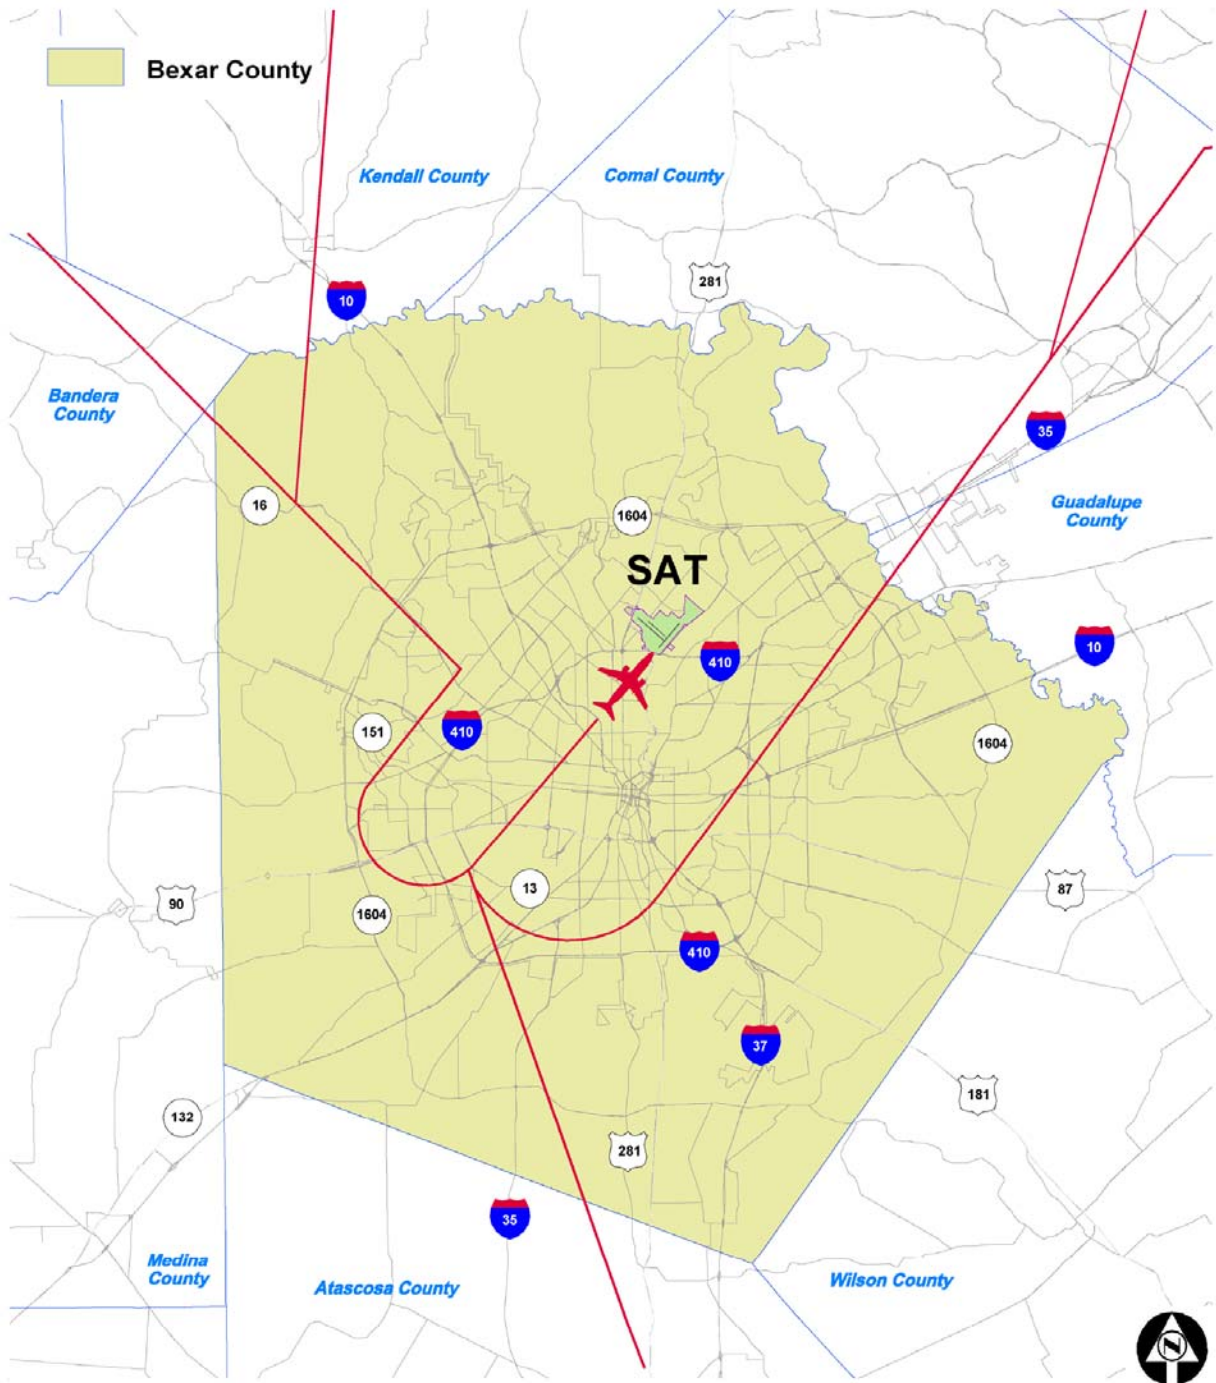 Bexar County
Kendall County
Comal County
281
10
Bandera
County
35
16
Guadalupe
County
1604
SAT
410
10
151
410
1604
13
90
87
1604
410
37
181
132
281
35
Medina
County
Atascosa County
Wilson County
N